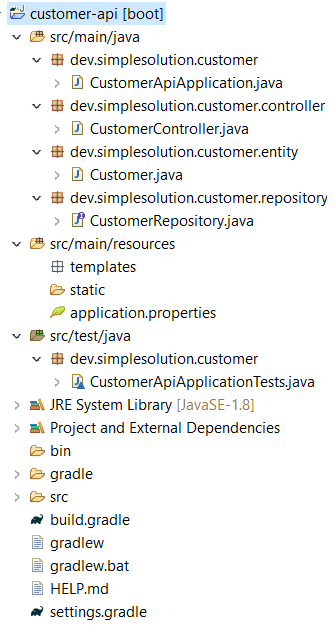 customer-api [boot]
src/main/java
dev.simplesolution.customer
CustomerApiApplication.java
dev.simplesolution.customer.controller
CustomerController.java
dev.simplesolution.customer.entity
Customer.java
dev.simplesolution.customer.repository
CustomerRepository.java
src/main/resources
templates
static
application.properties
src/test/java
dev.simplesolution.customer
CustomerApiApplicationTests.java
JRE System Library [JavaSE-1.8]
Project and External Dependencies
bin
gradle
src
build.gradle
gradlew
gradlew.bat
HELP.md
settings.gradle